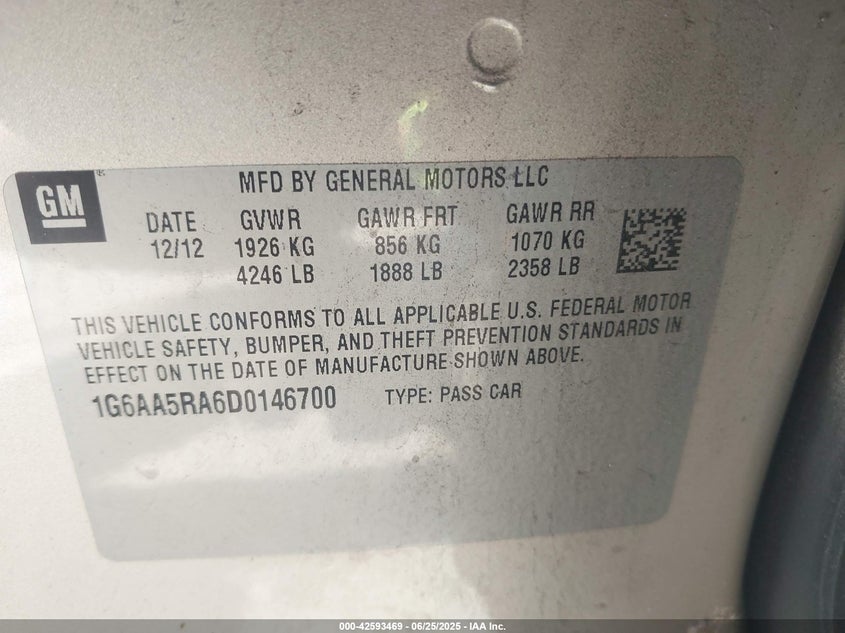 GM
MFD BY GENERAL MOTORS LLC
DATE GVWR GAWR FRT GAWR RR
12/12 1926 KG 856 KG 1070 KG
4246 LB 1888 LB 2358 LB
THIS VEHICLE CONFORMS TO ALL APPLICABLE U.S. FEDERAL MOTOR
VEHICLE SAFETY, BUMPER, AND THEFT PREVENTION STANDARDS IN
EFFECT ON THE DATE OF MANUFACTURE SHOWN ABOVE.
1G6AA5RA6D0146700 TYPE: PASS CAR
000-42593469 - 06/25/2025 - IAA Inc.